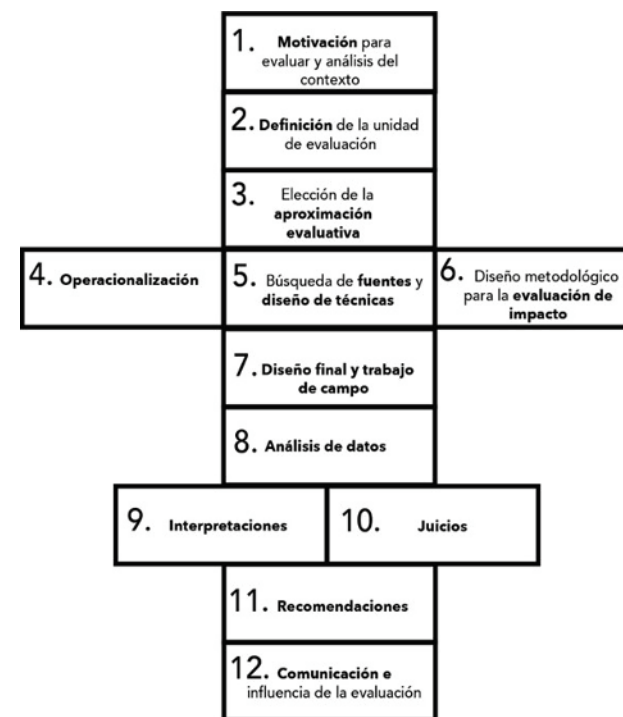 1. Motivación para
evaluar y análisis del
contexto
2. Definición de la unidad
de evaluación
3. Elección de la
aproximación
evaluativa
4. Operacionalización
5. Búsqueda de fuentes y
diseño de técnicas
6. Diseño metodológico
para la evaluación de
impacto
7. Diseño final y trabajo
de campo
8. Análisis de datos
9. Interpretaciones
10. Juicios
11. Recomendaciones
12. Comunicación e
influencia de la evaluación